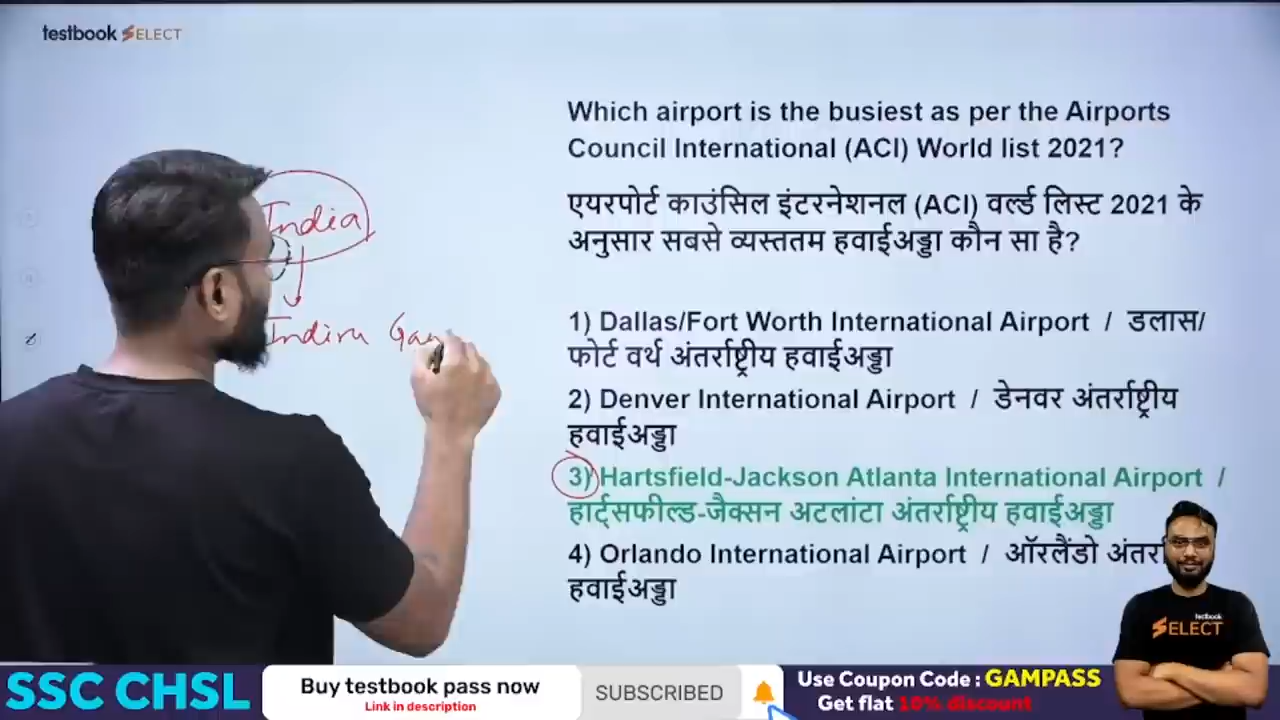 testbook SELECT
Which airport is the busiest as per the Airports
Council International (ACI) World list 2021?
एयरपोर्ट काउंसिल इंटरनेशनल (ACI) वर्ल्ड लिस्ट 2021 के
अनुसार सबसे व्यस्ततम हवाईअड्डा कौन सा है?
India
Indira Gan
1) Dallas/Fort Worth International Airport / डलास/
फोर्ट वर्थ अंतर्राष्ट्रीय हवाईअड्डा
2) Denver International Airport / डेनवर अंतर्राष्ट्रीय
हवाईअड्डा
3) Hartsfield-Jackson Atlanta International Airport /
हार्ट्सफील्ड-जैक्सन अटलांटा अंतर्राष्ट्रीय हवाईअड्डा
4) Orlando International Airport / ऑरलैंडो
हवाईअड्डा
testbook
SELECT
SSC CHSL
Buy testbook pass now
Link in description
SUBSCRIBED
Use Coupon Code : GAMPASS
Get flat 10% discount